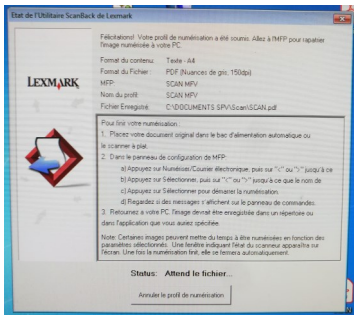 Etat de l'Utilitaire ScanBack de Lexmark
Félicitations! Votre profil de numérisation a été soumis. Allez à l'MFP pour rapatrier
l'image numérisée à votre PC.
Format du contenu: Texte - A4
Format du Fichier: PDF (Nuances de gris, 150dpi)
MFP: SCAN MFV
Nom du profil: SCAN MFV
Fichier Enregistré: C:\DOCUMENTS SPV\Scan\SCAN.pdf
LEXMARK
Pour finir votre numérisation:
1. Placez votre document original dans le bac d'alimentation automatique ou
le scanner à plat.
2. Dans le panneau de configuration de MFP:
a) Appuyez sur Numériser/Courrier électronique, puis sur "<" ou ">" jusqu'à ce
b) Appuyez sur Sélectionner, puis sur "<" ou ">" jusqu'à ce que le nom de
c) Appuyez sur Sélectionner pour démarrer la numérisation.
d) Regardez si des messages s'affichent sur le panneau de commandes.
3. Retournez a votre PC. l'image devrait être enregistrée dans un répertoire ou
dans l'application que vous auriez spécifiée.
Note: Certaines images peuvent mettre du temps à être numérisées en fonction des
paramètres sélectionnés. Une fenêtre indiquant l'état du scanneur apparaîtra sur
l'écran. Une fois la numérisation finit, elle se fermera automatiquement.
Status: Attend le fichier...
Annuler le profil de numérisation